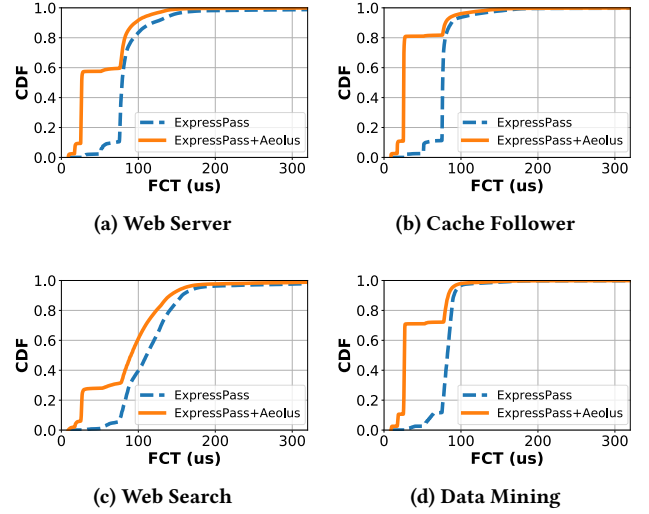 1.0
0.8
0.6
0.4
0.2
0.0
CDF
ExpressPass
ExpressPass+Aeolus
0 100 200 300
FCT (us)
(a) Web Server
1.0
0.8
0.6
0.4
0.2
0.0
CDF
ExpressPass
ExpressPass+Aeolus
0 100 200 300
FCT (us)
(b) Cache Follower
1.0
0.8
0.6
0.4
0.2
0.0
CDF
ExpressPass
ExpressPass+Aeolus
0 100 200 300
FCT (us)
(c) Web Search
1.0
0.8
0.6
0.4
0.2
0.0
CDF
ExpressPass
ExpressPass+Aeolus
0 100 200 300
FCT (us)
(d) Data Mining